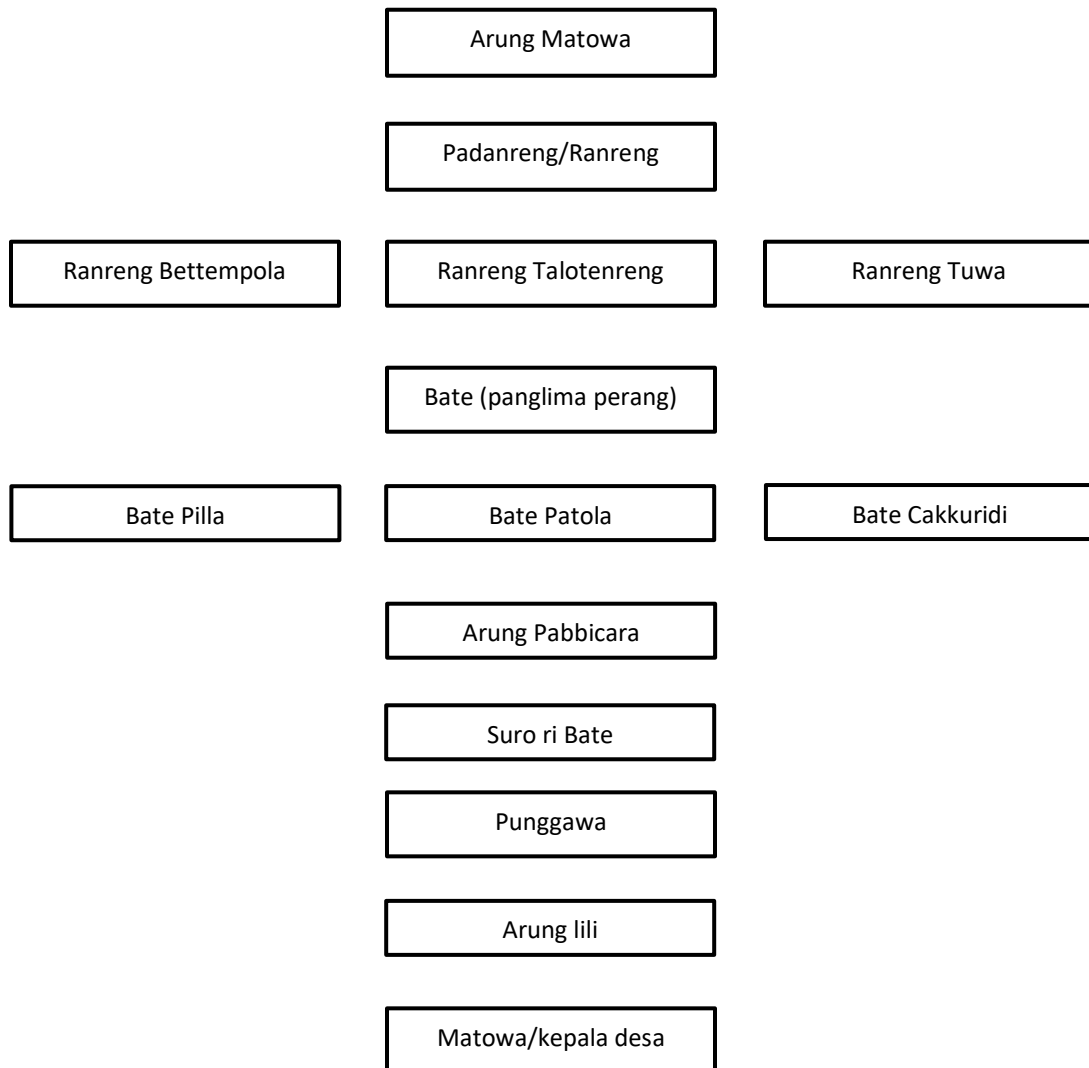 Arung Matowa
Padanreng/Ranreng
Ranreng Bettempola
Ranreng Talotenreng
Ranreng Tuwa
Bate (panglima perang)
Bate Pilla
Bate Patola
Bate Cakkuridi
Arung Pabbicara
Suro ri Bate
Punggawa
Arung lili
Matowa/kepala desa